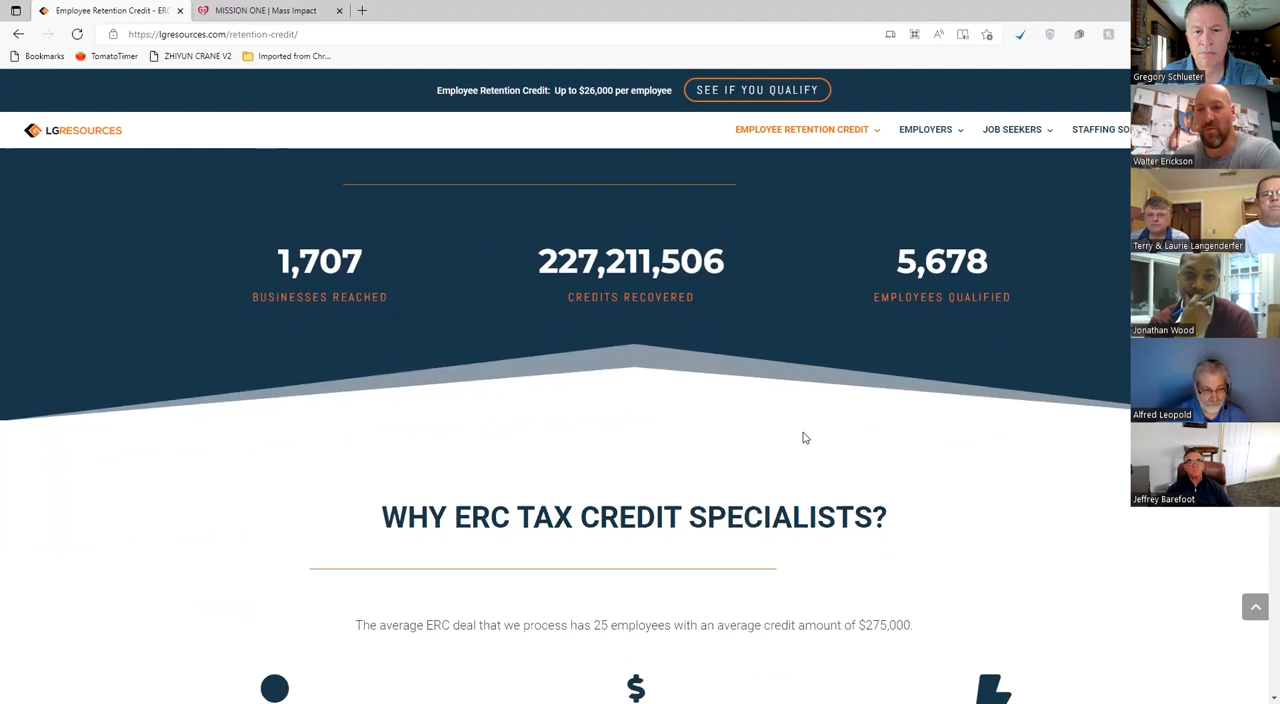 Employee Retention Credit - ERC
MISSION ONE | Mass Impact
https://lgresources.com/retention-credit/
Bookmarks
TomatoTimer
ZHIYUN CRANE V2
Imported from Chr...
Employee Retention Credit: Up to $26,000 per employee
SEE IF YOU QUALIFY
LGRESOURCES
EMPLOYEE RETENTION CREDIT
EMPLOYERS
JOB SEEKERS
STAFFING SO
1,707
BUSINESSES REACHED
227,211,506
CREDITS RECOVERED
5,678
EMPLOYEES QUALIFIED
WHY ERC TAX CREDIT SPECIALISTS?
The average ERC deal that we process has 25 employees with an average credit amount of $275,000.
$
Gregory Schlueter
Walter Erickson
Terry & Laurie Langenderfer
Jonathan Wood
Alfred Leopold
Jeffrey Barefoot